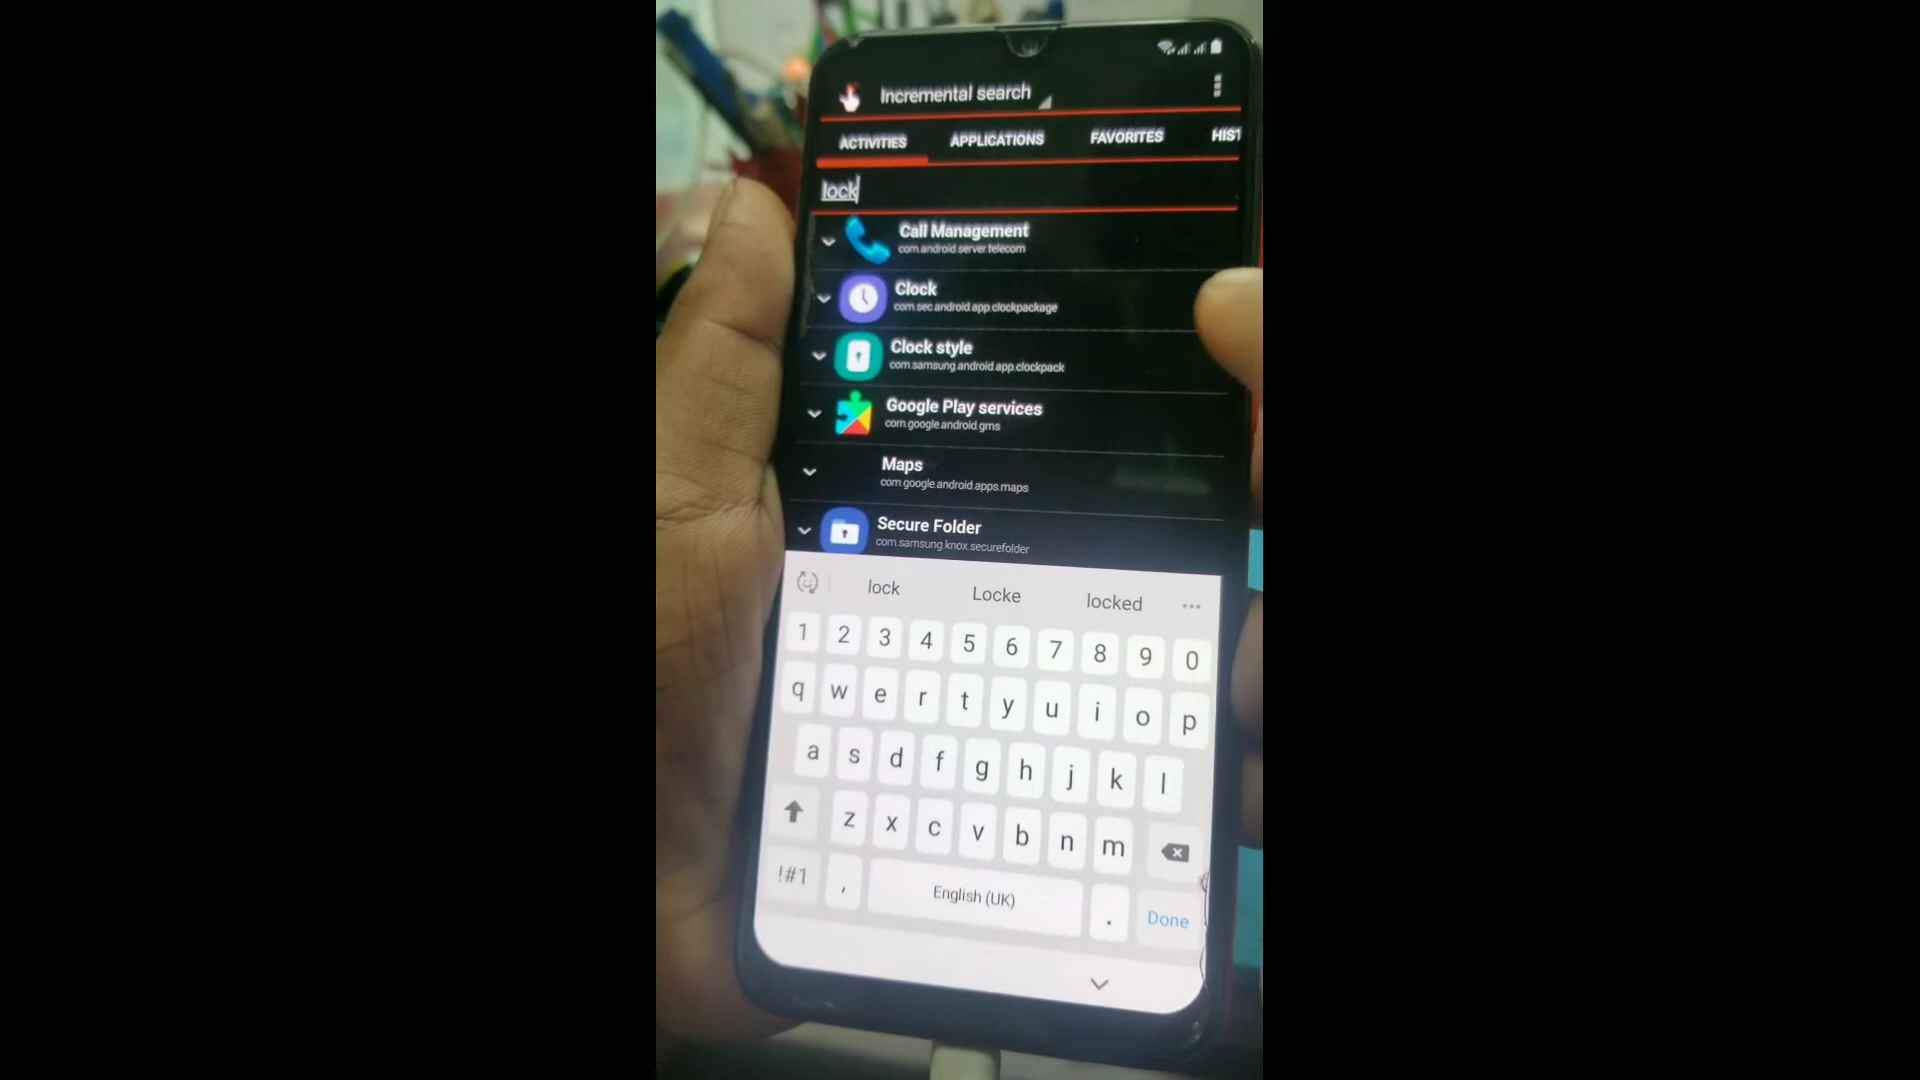 Incremental search
ACTIVITIES APPLICATIONS FAVORITES HIST
lock
Call Management
com.android.server.telecom
Clock
com.sec.android.app.clockpackage
Clock style
com.samsung.android.app.clockpack
Google Play services
com.google.android.gms
Maps
com.google.android.apps.maps
Secure Folder
com.samsung.knox.securefolder
lock Locke locked ...
1 2 3 4 5 6 7 8 9 0
q w e r t y u i o p
a s d f g h j k l
z x c v b n m
!#1 , English (UK) . Done